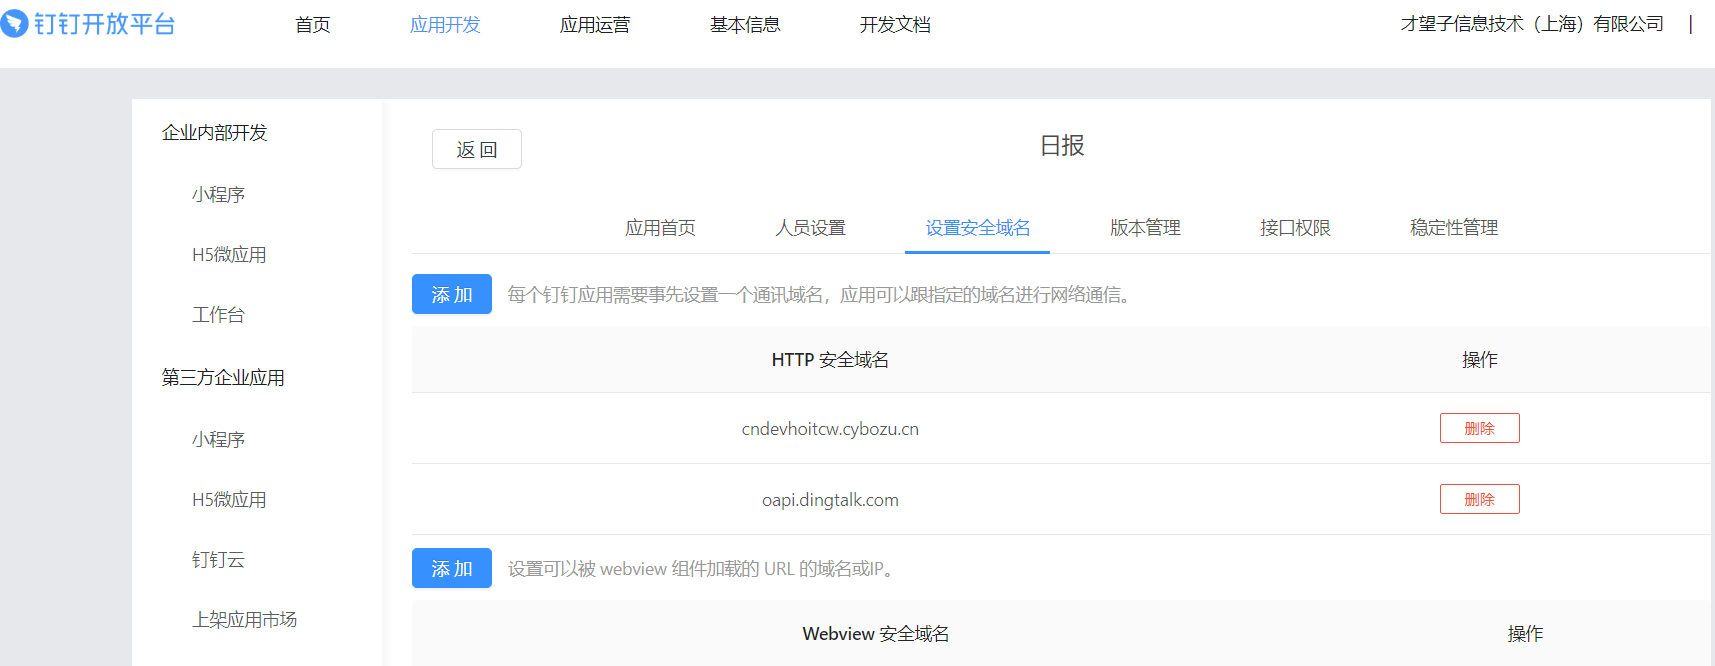 钉钉开放平台 首页 应用开发 应用运营 基本信息 开发文档 才望子信息技术（上海）有限公司 |
企业内部开发
小程序
H5微应用
工作台
第三方企业应用
小程序
H5微应用
钉钉云
上架应用市场
返 回
日报
应用首页 人员设置 设置安全域名 版本管理 接口权限 稳定性管理
添 加 每个钉钉应用需要事先设置一个通讯域名，应用可以跟指定的域名进行网络通信。
HTTP 安全域名 操作
cndevhoitcw.cybozu.cn 删除
oapi.dingtalk.com 删除
添 加 设置可以被 webview 组件加载的 URL 的域名或IP。
Webview 安全域名 操作